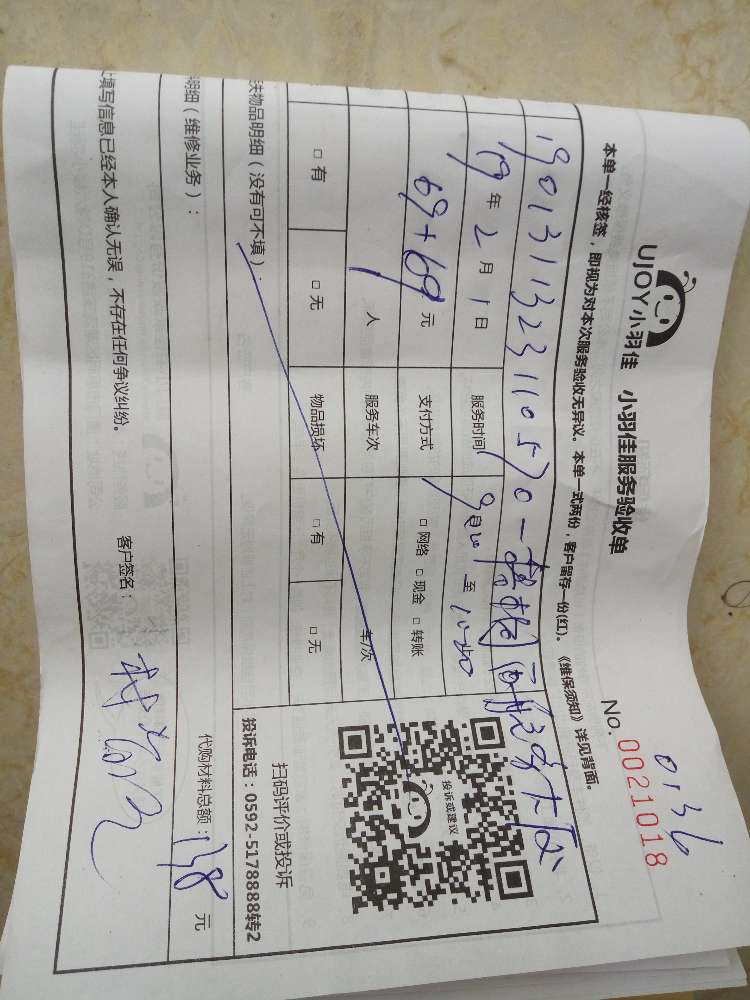 UJOY小羽佳 小羽佳服务验收单
0136
No. 0021018
本单一经核签，即视为对本次服务验收无异议。本单一式两份，客户留存一份(红)。《维保须知》详见背面。
19年2月1日 服务时间 至
69+69元 支付方式 □ 网络 □ 现金 □ 转账
1人 服务车次 车/次
□ 有 □ 无 物品损坏 □ 有 □ 无
投诉或建议
扫码评价或投诉
投诉电话：0592-5178888转2
失物品明细（没有可不填）：
明细（维修业务）： 代购材料总额：138元
填写信息已经本人确认无误，不存在任何争议纠纷。 客户签名：